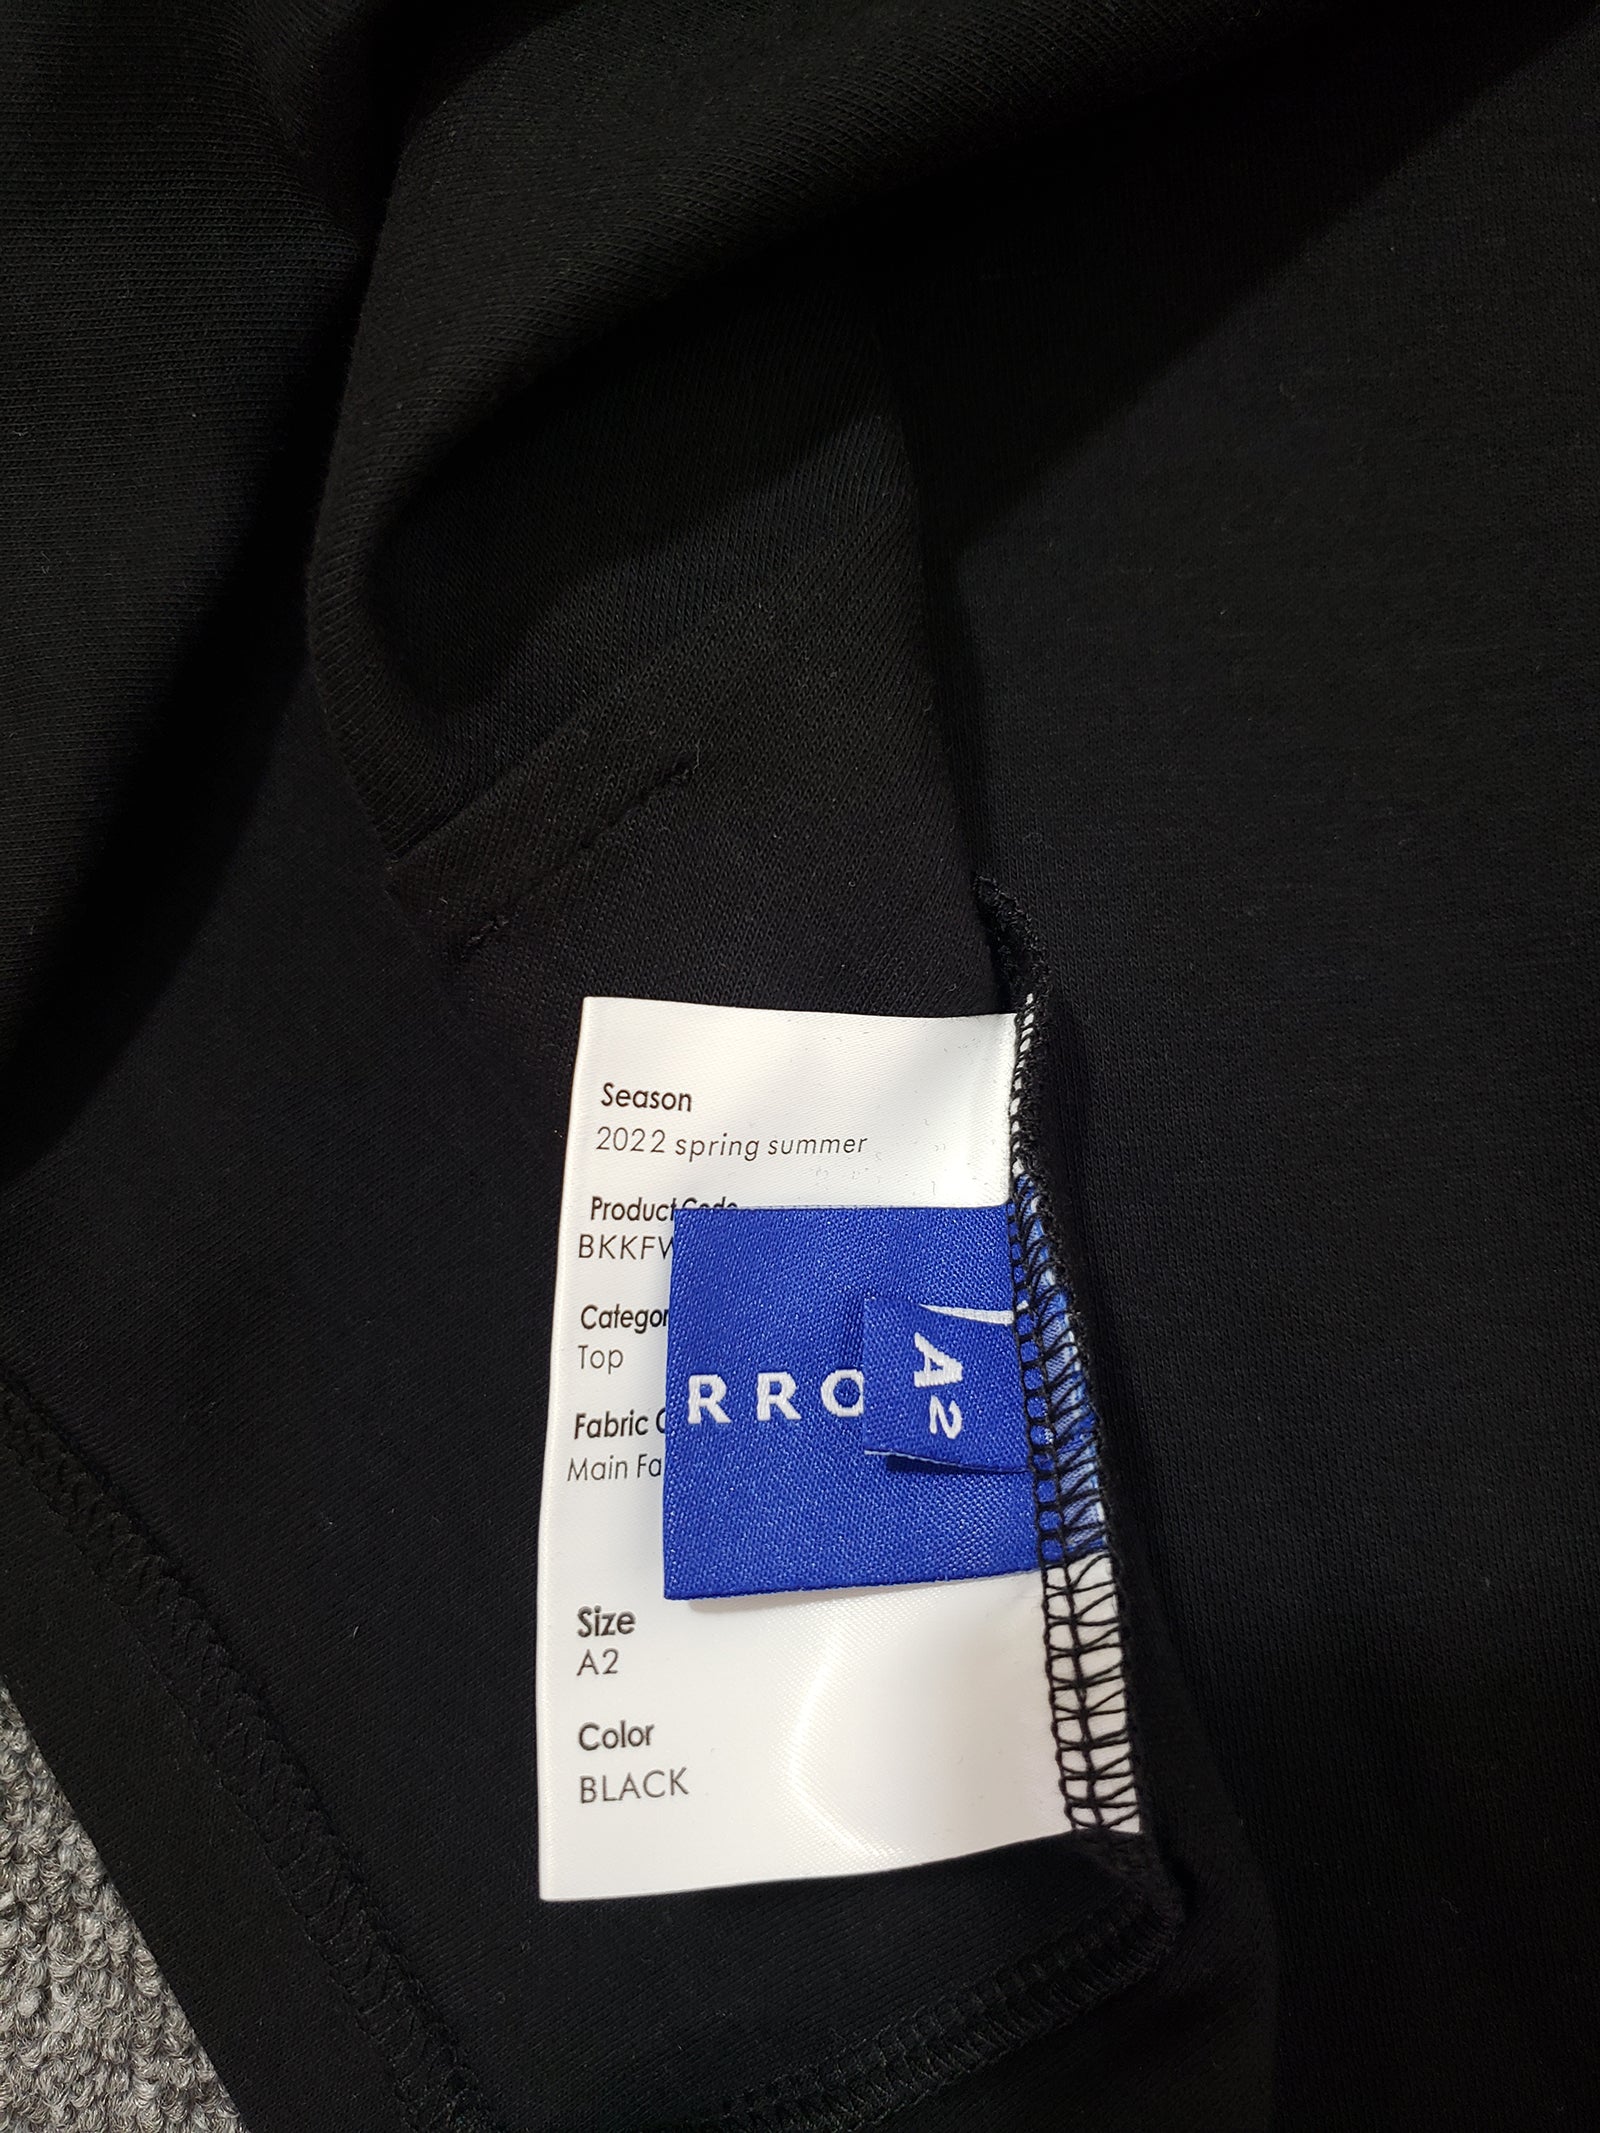 Season
2022 spring summer
Product Code
BKKFW
Categor
Top
Fabric C
Main Fa
RRO
A2
Size
A2
Color
BLACK